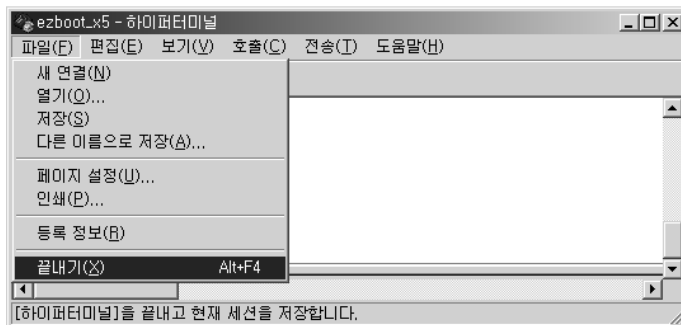 ezboot_x5 - 하이퍼터미널
파일(F) 편집(E) 보기(V) 호출(C) 전송(T) 도움말(H)
새 연결(N)
열기(O)...
저장(S)
다른 이름으로 저장(A)...
페이지 설정(U)...
인쇄(P)...
등록 정보(R)
끝내기(X) Alt+F4
[하이퍼터미널]을 끝내고 현재 세션을 저장합니다.